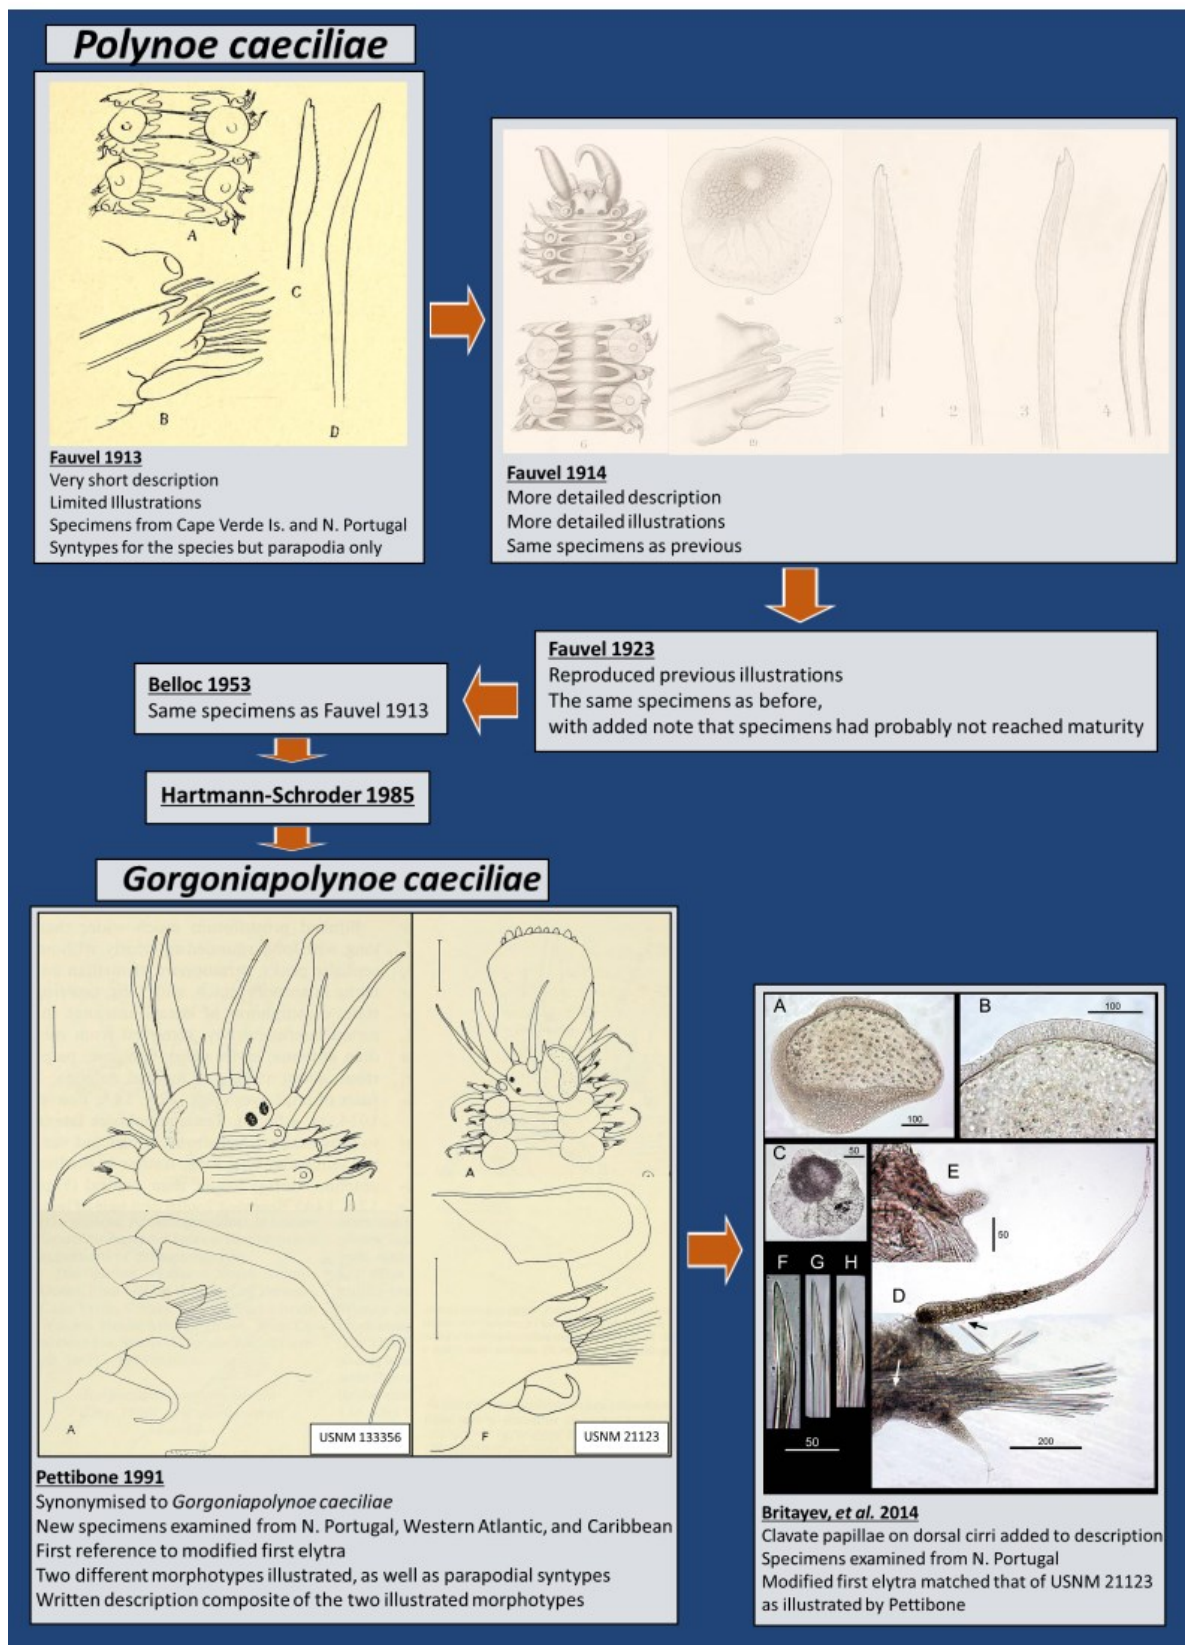 Polynoe caeciliae
A
B
C
D
Fauvel 1913
Very short description
Limited Illustrations
Specimens from Cape Verde Is. and N. Portugal
Syntypes for the species but parapodia only
6
19
1
2
3
4
Fauvel 1914
More detailed description
More detailed illustrations
Same specimens as previous
Fauvel 1923
Reproduced previous illustrations
The same specimens as before,
with added note that specimens had probably not reached maturity
Belloc 1953
Same specimens as Fauvel 1913
Hartmann-Schroder 1985
Gorgoniapolynoe caeciliae
A
A
USNM 133356
A
F
USNM 21123
Pettibone 1991
Synonymised to Gorgoniapolynoe caeciliae
New specimens examined from N. Portugal, Western Atlantic, and Caribbean
First reference to modified first elytra
Two different morphotypes illustrated, as well as parapodial syntypes
Written description composite of the two illustrated morphotypes
A
100
B
100
C
50
E
50
F
G
H
50
D
200
Britayev, et al. 2014
Clavate papillae on dorsal cirri added to description
Specimens examined from N. Portugal
Modified first elytra matched that of USNM 21123
as illustrated by Pettibone